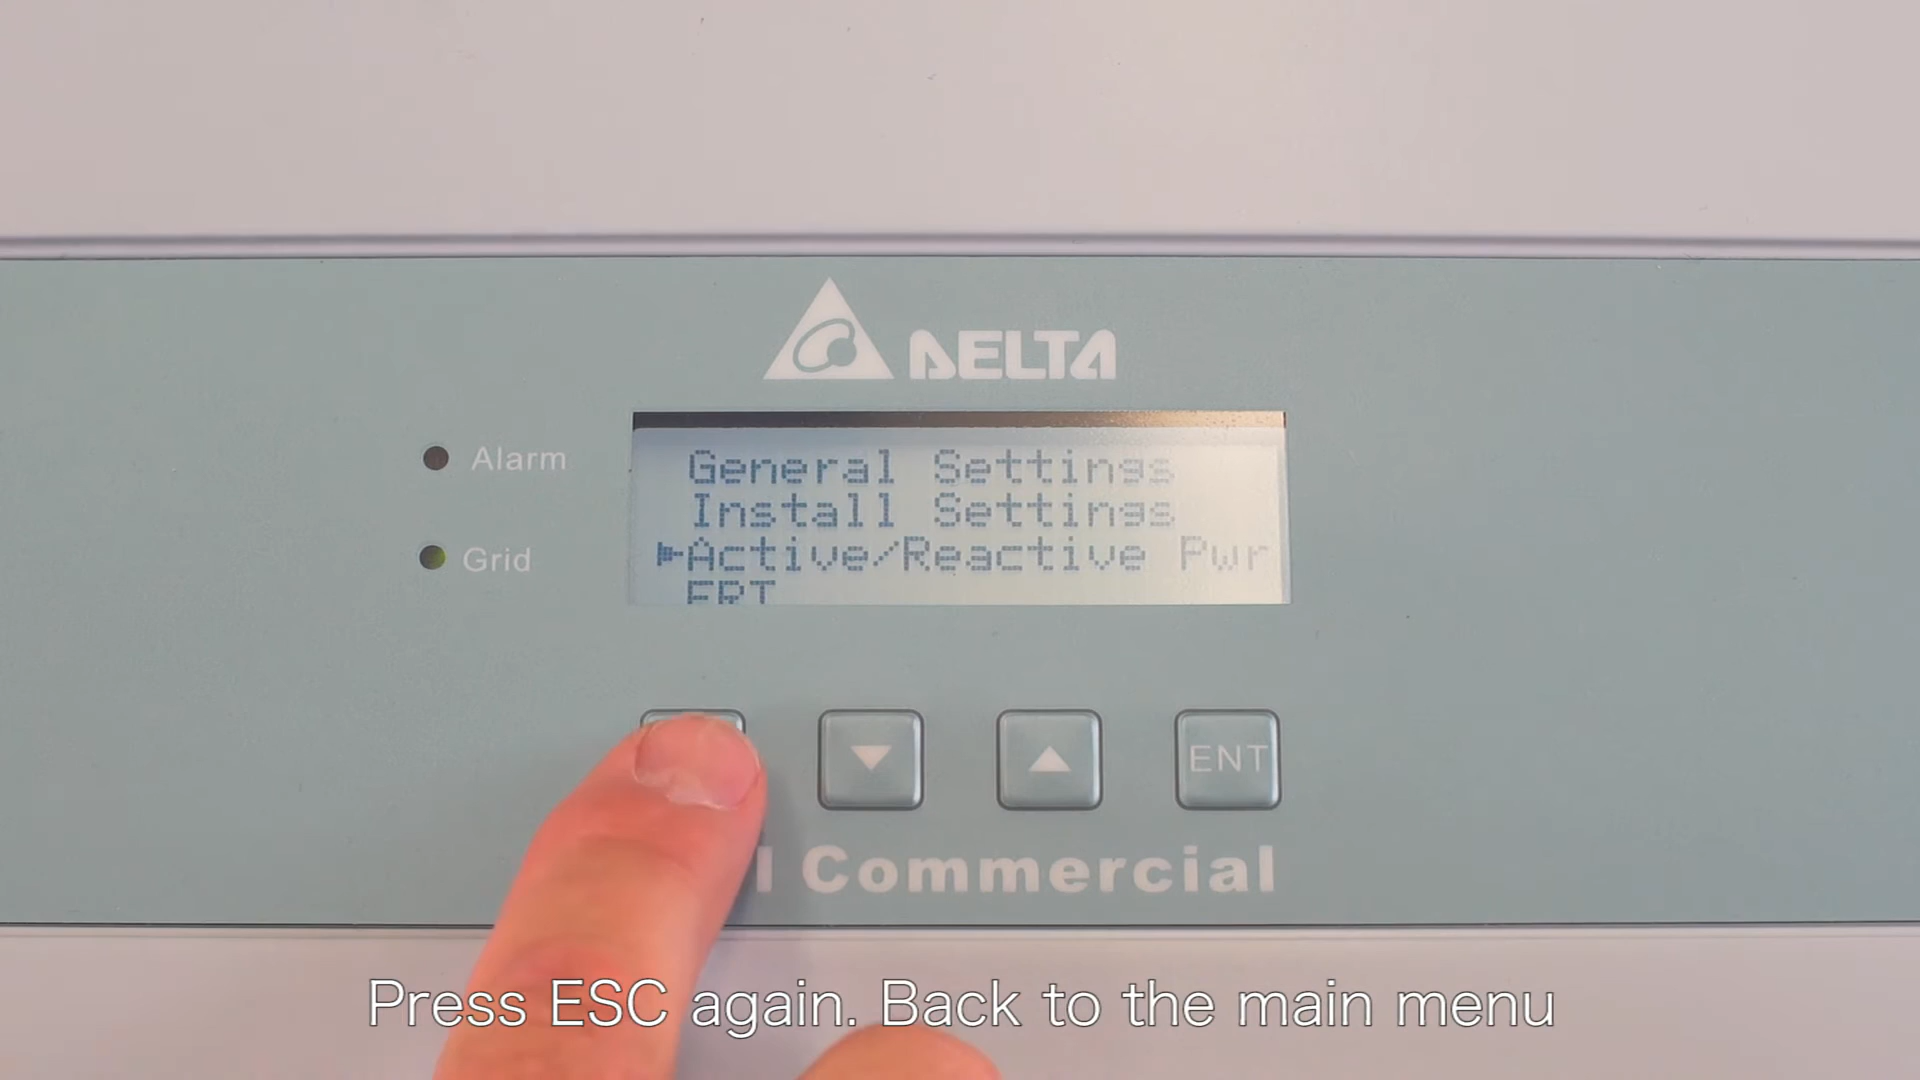 DELTA
Alarm
Grid
General Settings
Install Settings
Active/Reactive Pwr
FRT
ENT
Commercial
Press ESC again. Back to the main menu